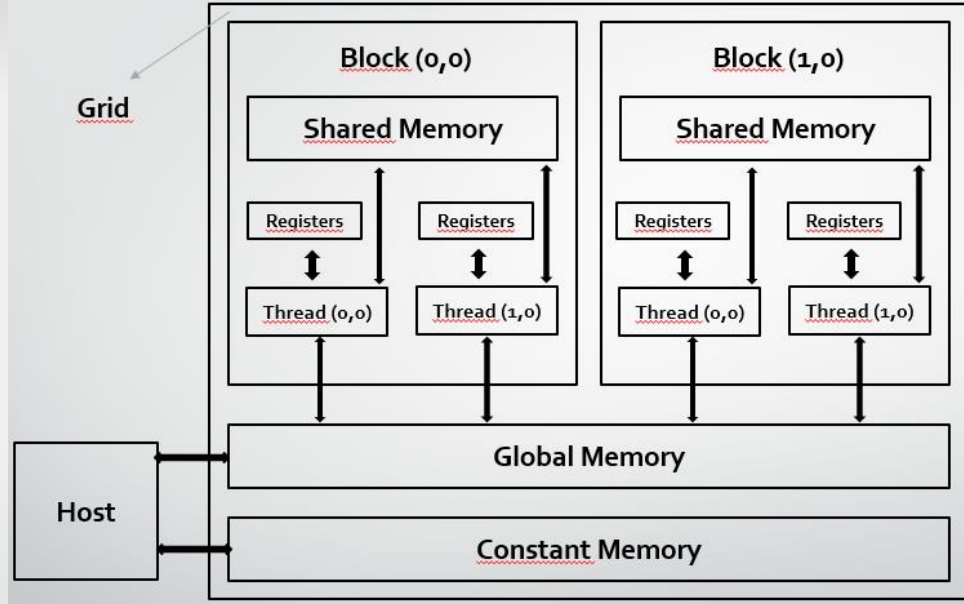 Block (0,0)
Block (1,0)
Grid
Shared Memory
Shared Memory
Registers
Registers
Registers
Registers
Thread (0,0)
Thread (1,0)
Thread (0,0)
Thread (1,0)
Global Memory
Host
Constant Memory